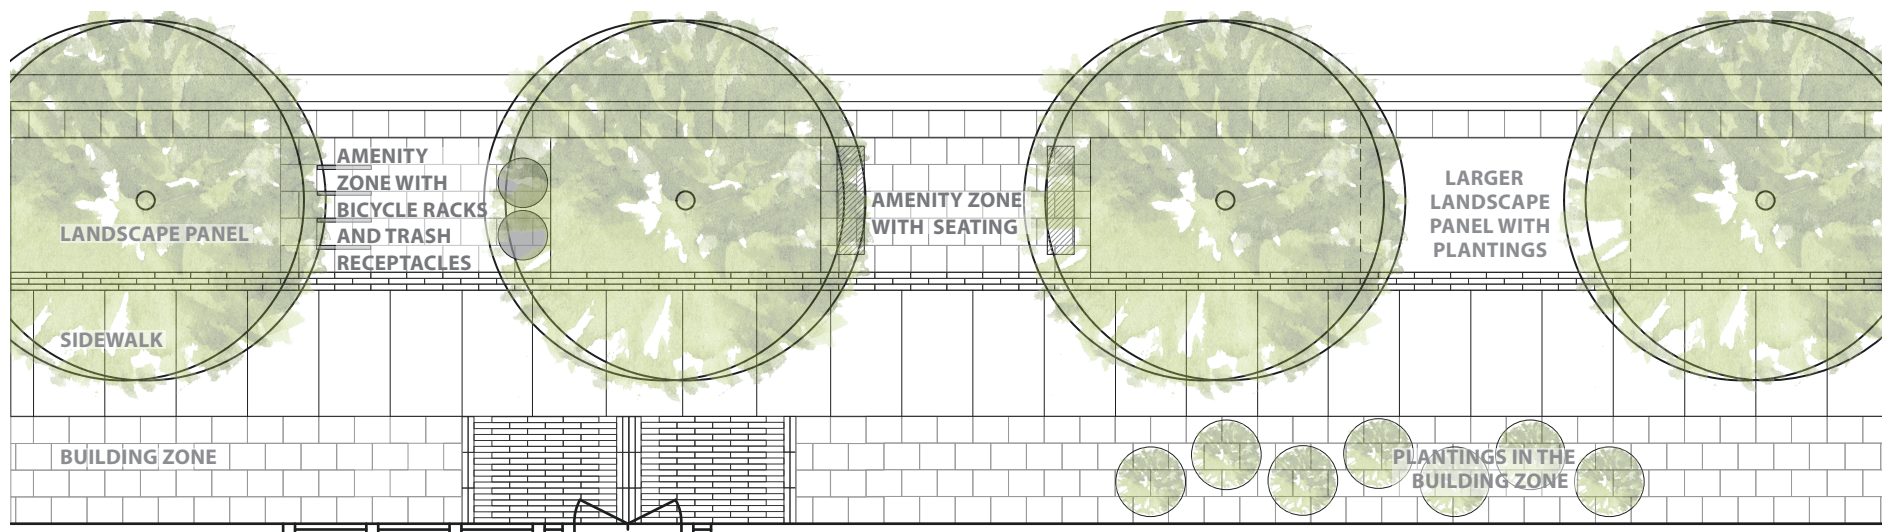 AMENITY
ZONE WITH
BICYCLE RACKS
AND TRASH
RECEPTACLES
LANDSCAPE PANEL
AMENITY ZONE
WITH SEATING
LARGER
LANDSCAPE
PANEL WITH
PLANTINGS
SIDEWALK
BUILDING ZONE
PLANTINGS IN THE
BUILDING ZONE